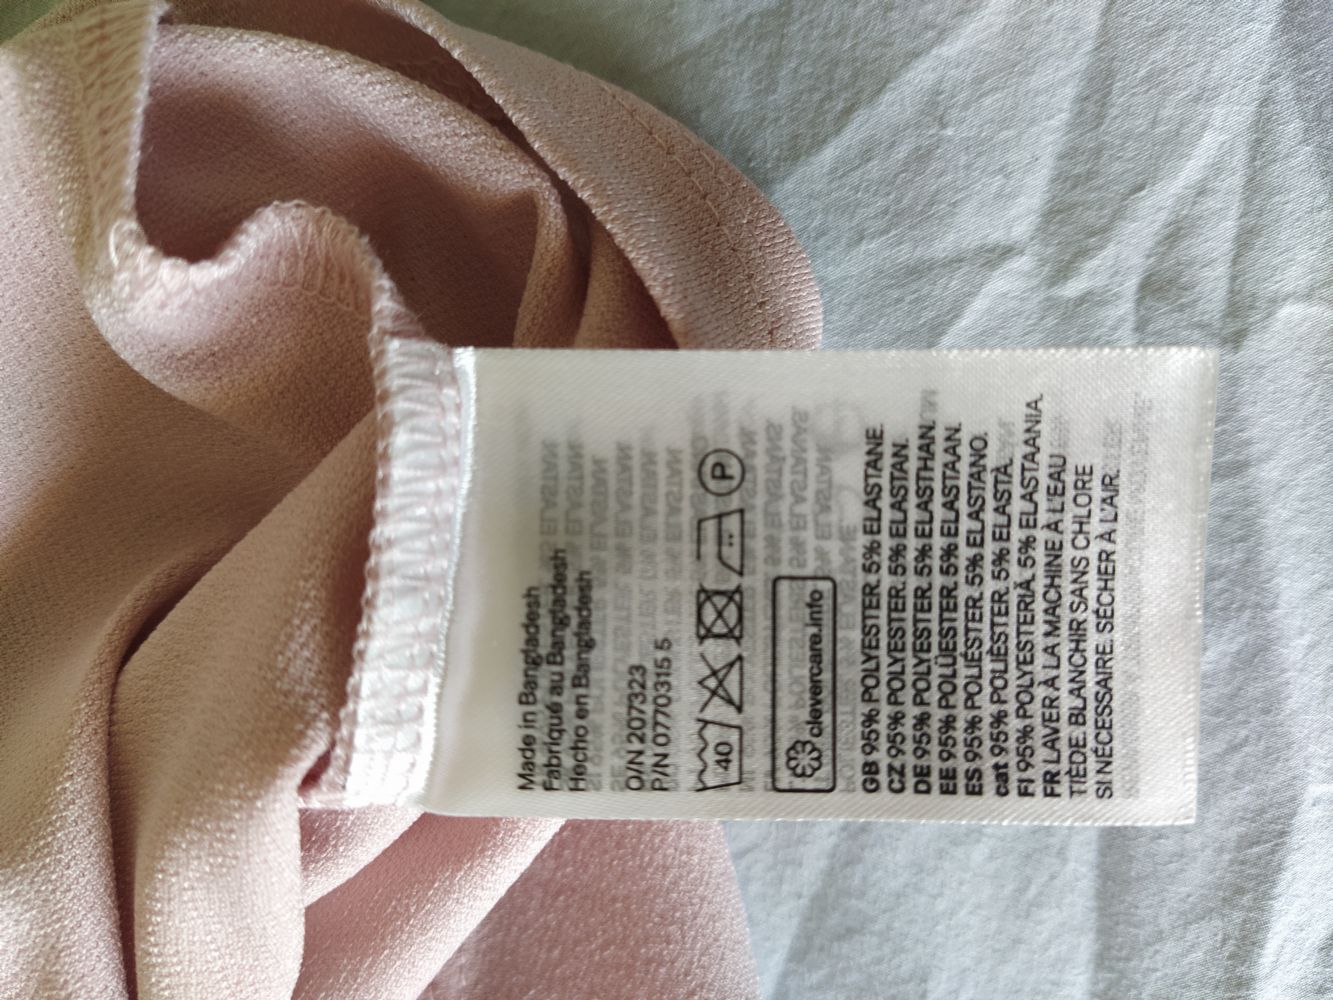 Made in Bangladesh
Fabriqué au Bangladesh
Hecho en Bangladesh
O/N 207323
P/N 0770315 5
40 P
clevercare.info
GB 95% POLYESTER. 5% ELASTANE.
CZ 95% POLYESTER. 5% ELASTAN.
DE 95% POLYESTER. 5% ELASTHAN.
EE 95% POLÜESTER. 5% ELASTAAN.
ES 95% POLIÉSTER. 5% ELASTANO.
cat 95% POLIÈSTER. 5% ELASTÀ.
FI 95% POLYESTERIÄ. 5% ELASTAANIA.
FR LAVER À LA MACHINE À L'EAU
TIÈDE. BLANCHIR SANS CHLORE
SI NÉCESSAIRE. SÉCHER À L'AIR.